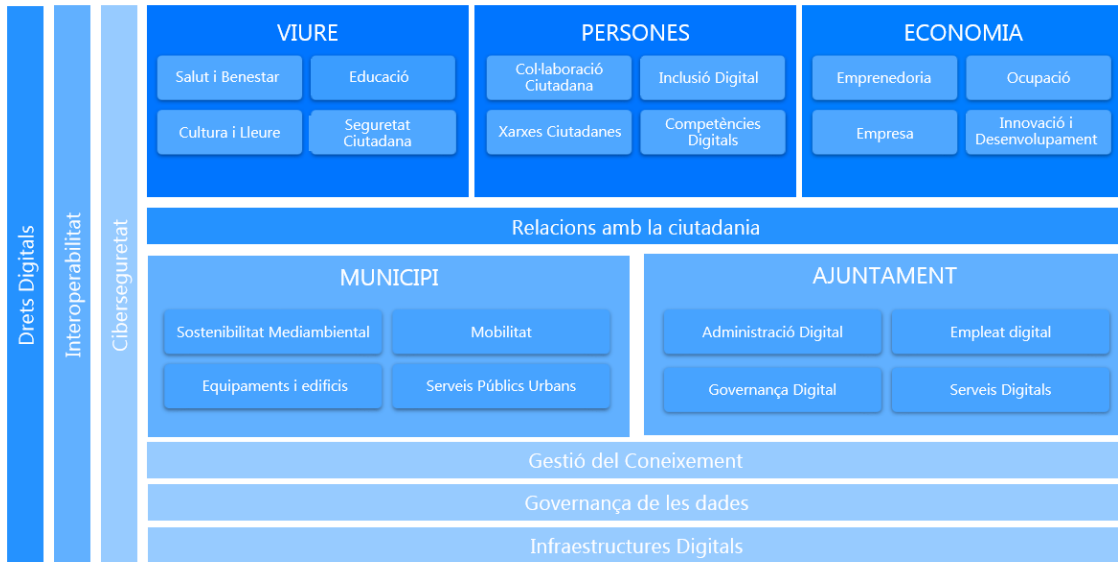 Drets Digitals
Interoperabilitat
Ciberseguretat
VIURE
Salut i Benestar
Educació
Cultura i Lleure
Seguretat
Ciutadana
PERSONES
Col·laboració
Ciutadana
Inclusió Digital
Xarxes Ciutadanes
Competències
Digitals
ECONOMIA
Emprenedoria
Ocupació
Empresa
Innovació i
Desenvolupament
Relacions amb la ciutadania
MUNICIPI
Sostenibilitat Mediambiental
Mobilitat
Equipaments i edificis
Serveis Públics Urbans
AJUNTAMENT
Administració Digital
Empleat digital
Governança Digital
Serveis Digitals
Gestió del Coneixement
Governança de les dades
Infraestructures Digitals